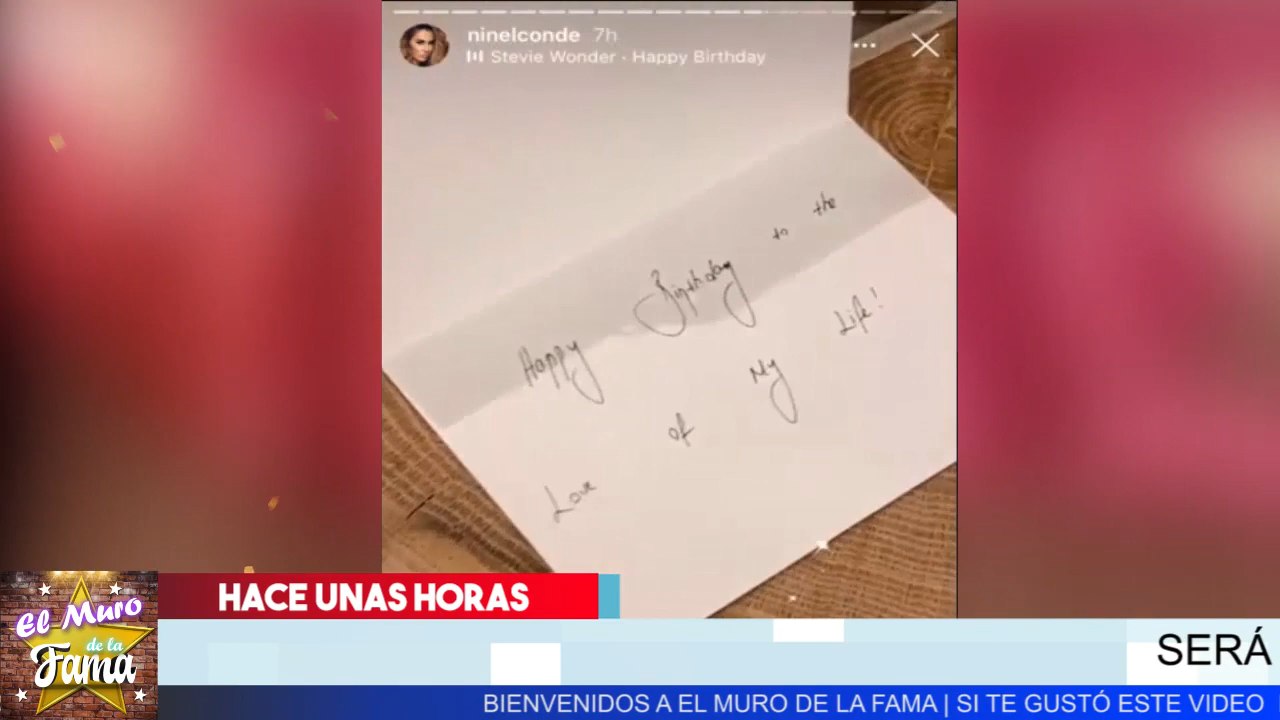 ninelconde 7h
Stevie Wonder · Happy Birthday
Happy Birthday to the
Love of My Life!
HACE UNAS HORAS
El Muro
de la
Fama
SERÁ
BIENVENIDOS A EL MURO DE LA FAMA | SI TE GUSTÓ ESTE VIDEO